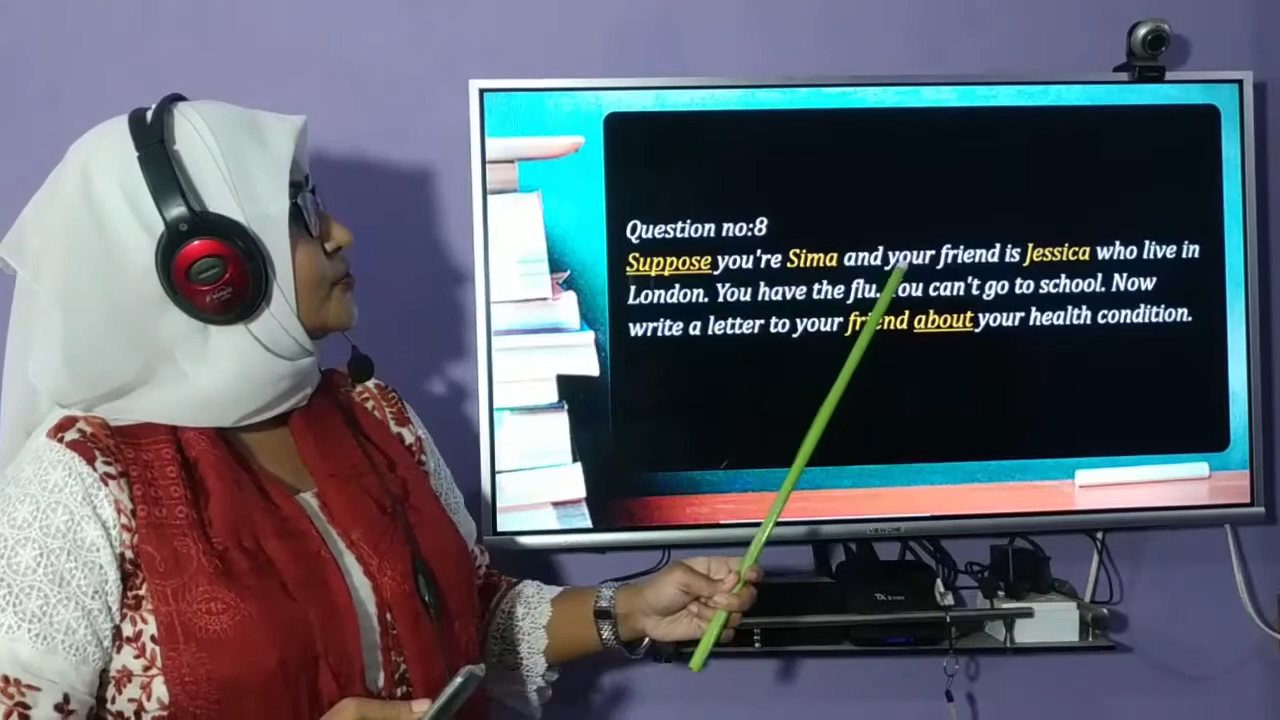 Question no:8
Suppose you're Sima and your friend is Jessica who live in
London. You have the flu. You can't go to school. Now
write a letter to your friend about your health condition.